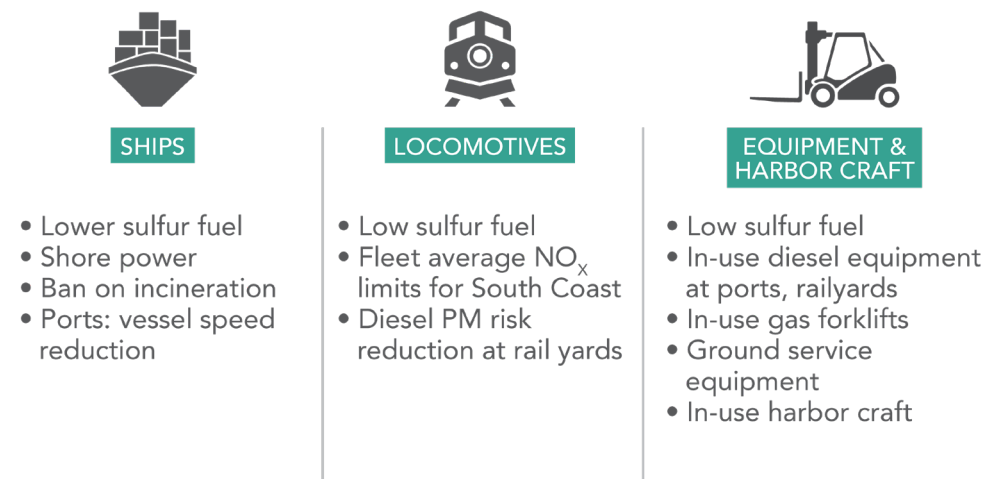 SHIPS
• Lower sulfur fuel
• Shore power
• Ban on incineration
• Ports: vessel speed
reduction
LOCOMOTIVES
• Low sulfur fuel
• Fleet average NOX
limits for South Coast
• Diesel PM risk
reduction at rail yards
EQUIPMENT &
HARBOR CRAFT
• Low sulfur fuel
• In-use diesel equipment
at ports, railyards
• In-use gas forklifts
• Ground service
equipment
• In-use harbor craft